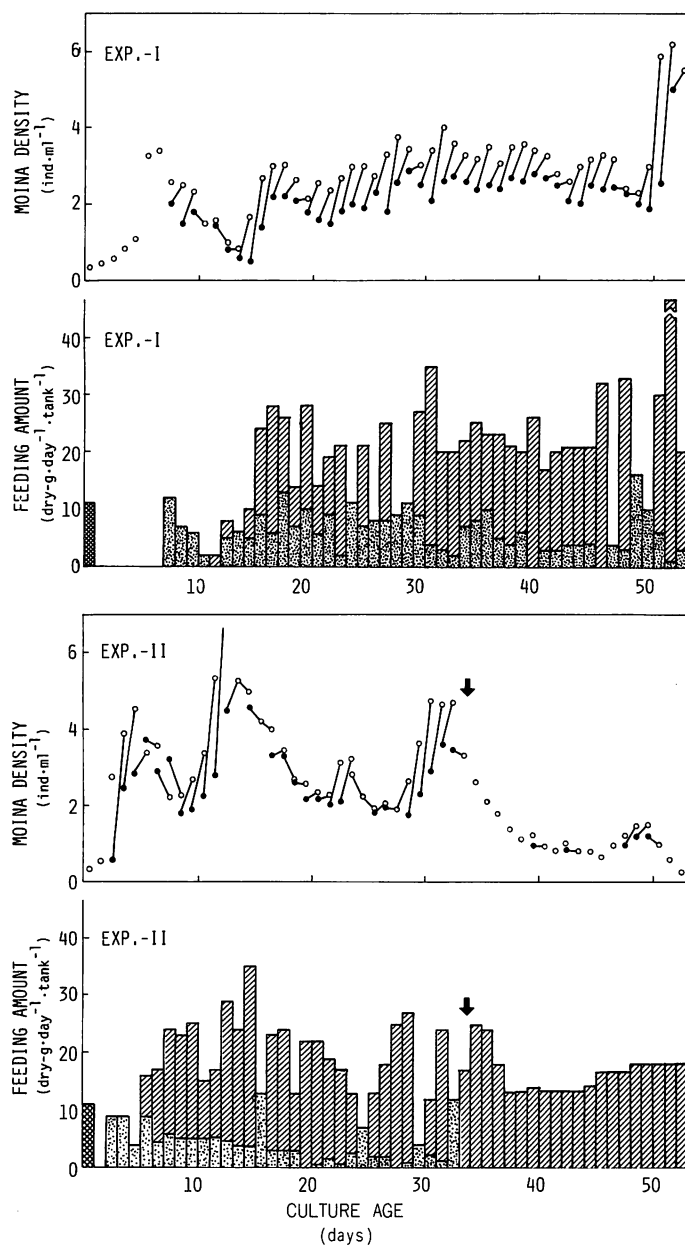 6
EXP.-I
4
MOINA DENSITY
(ind·ml⁻¹)
2
0
40
EXP.-I
30
FEEDING AMOUNT
(dry-g·day⁻¹·tank⁻¹)
20
10
0
10 20 30 40 50
6
EXP.-II
4
MOINA DENSITY
(ind·ml⁻¹)
2
0
40
EXP.-II
30
FEEDING AMOUNT
(dry-g·day⁻¹·tank⁻¹)
20
10
0
10 20 30 40 50
CULTURE AGE
(days)